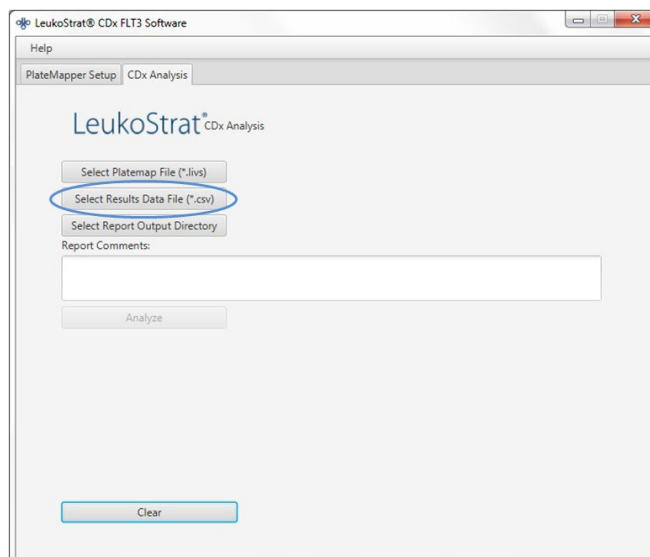 LeukoStrat® CDx FLT3 Software
Help
PlateMapper Setup CDx Analysis
LeukoStrat® CDx Analysis
Select Platemap File (*.livs)
Select Results Data File (*.csv)
Select Report Output Directory
Report Comments:
Analyze
Clear